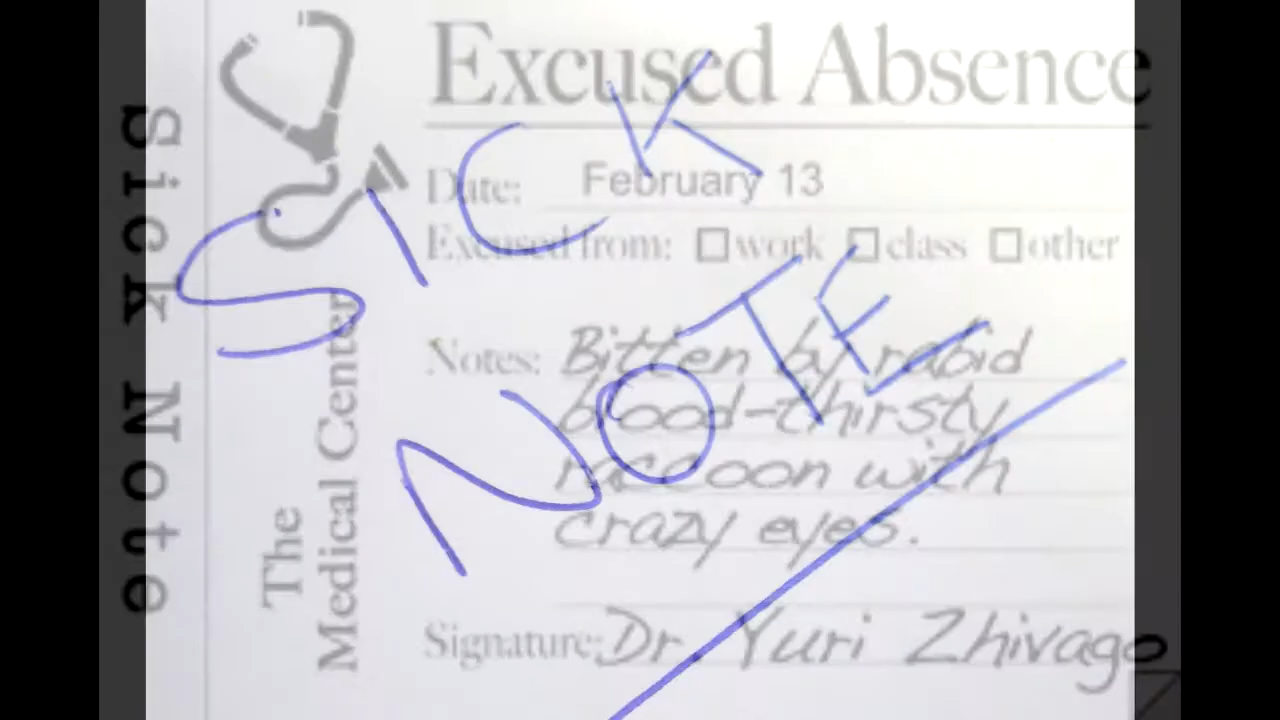 Sick Note
The
Medical Center
Excused Absence
Date: February 13
Excused from: work class other
Notes: Bitten by rabid
blood-thirsty
raccoon with
crazy eyes.
Signature: Dr. Yuri Zhivago
SICK
NOTE